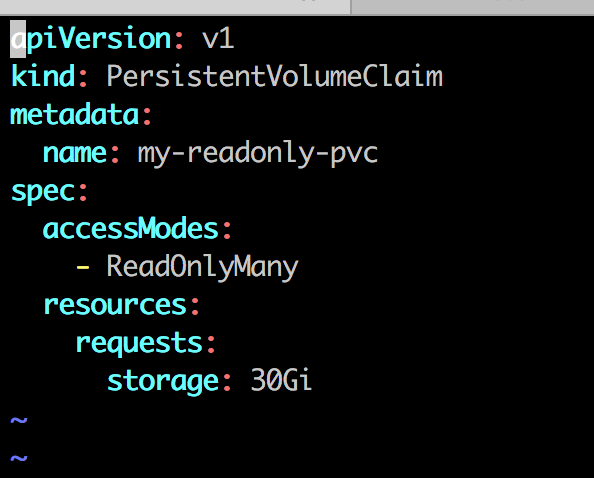 apiVersion: v1
kind: PersistentVolumeClaim
metadata:
  name: my-readonly-pvc
spec:
  accessModes:
    - ReadOnlyMany
  resources:
    requests:
      storage: 30Gi
~
~